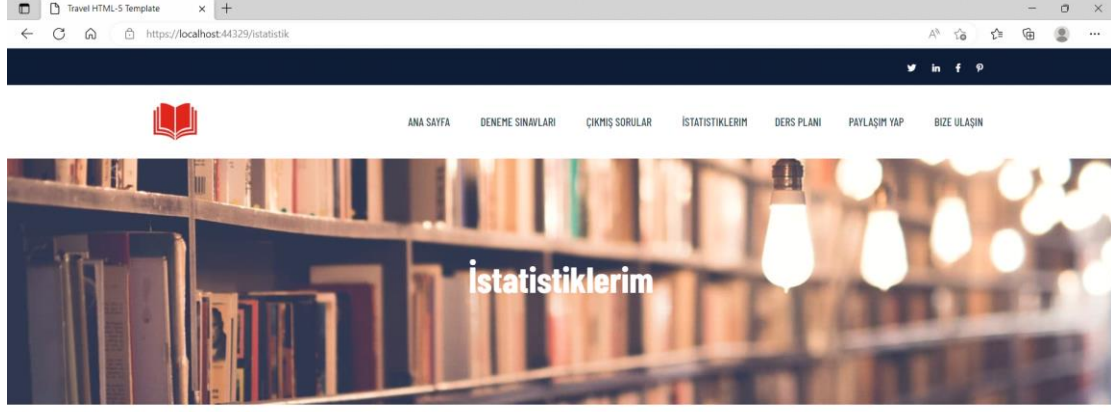 Travel HTML-5 Template
https://localhost:44329/istatistik
ANA SAYFA DENEME SINAVLARI ÇIKMIŞ SORULAR İSTATISTIKLERIM DERS PLANI PAYLAŞIM YAP BIZE ULAŞIN
İstatistiklerim